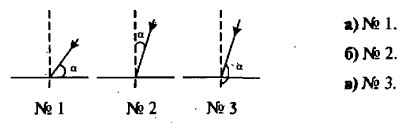 α
α
α
№ 1
№ 2
№ 3
а) № 1.
б) № 2.
в) № 3.